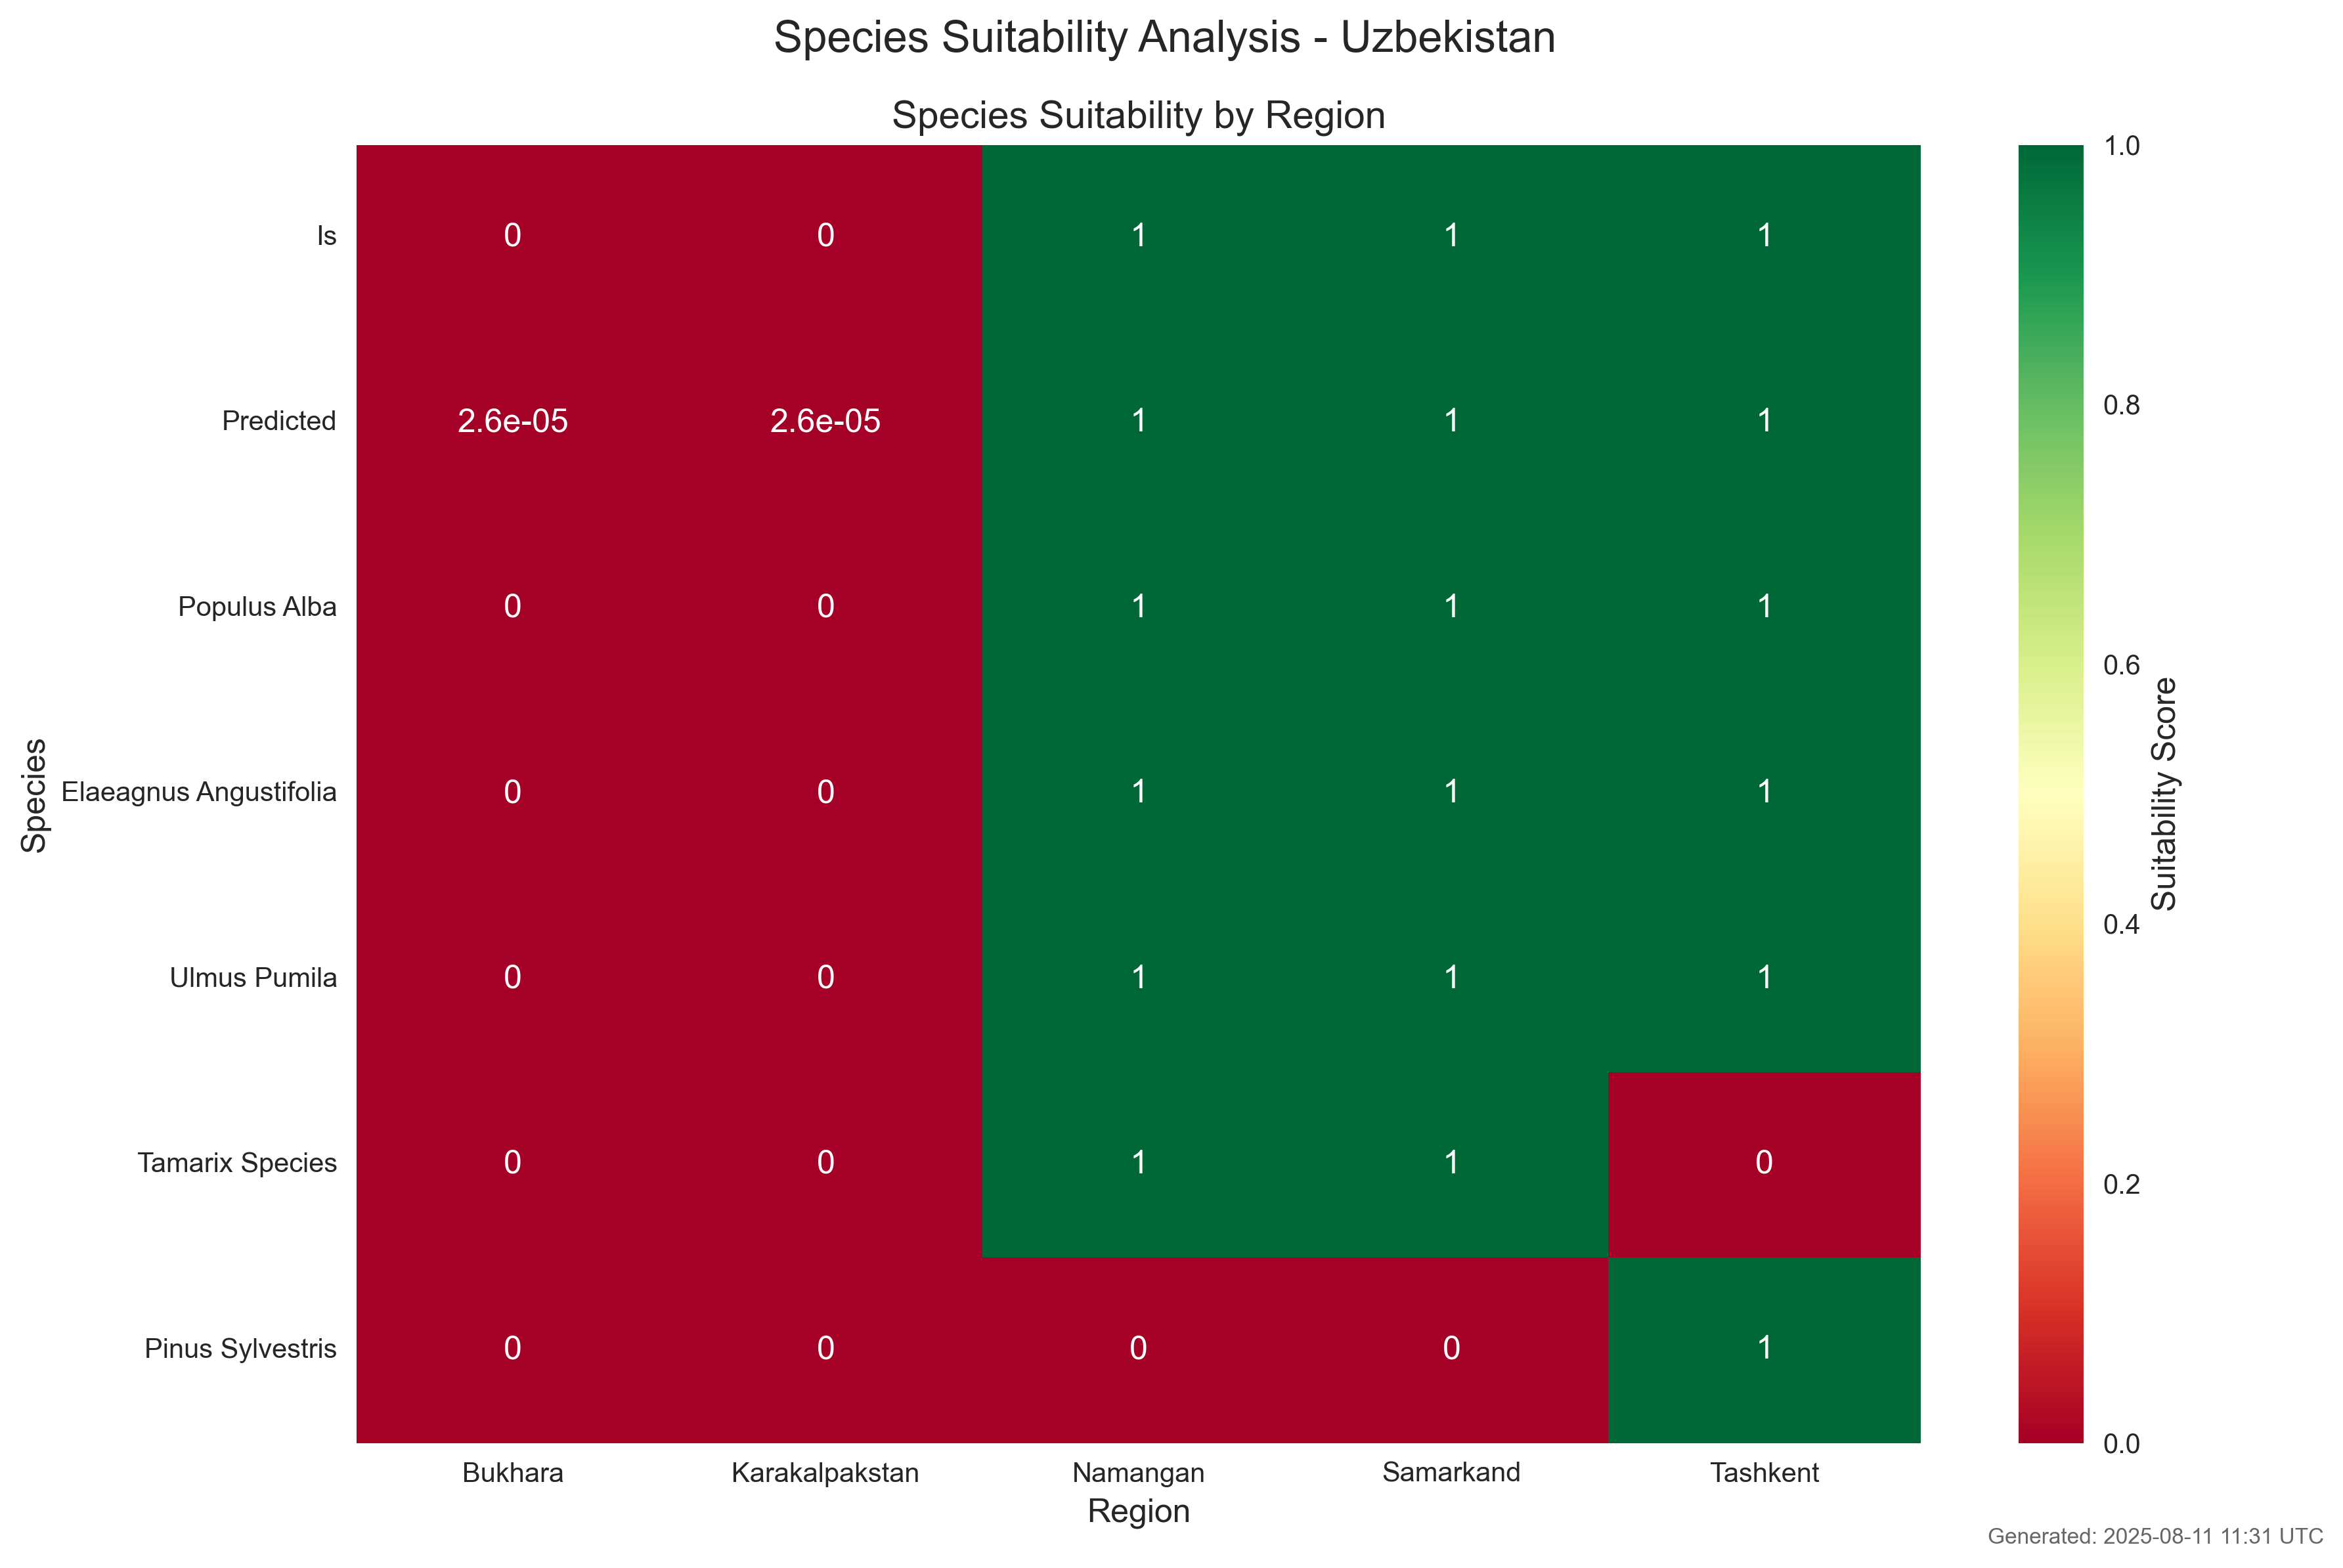 Species Suitability Analysis - Uzbekistan
Species Suitability by Region
Is 0 0 1 1 1
Predicted 2.6e-05 2.6e-05 1 1 1
Populus Alba 0 0 1 1 1
Elaeagnus Angustifolia 0 0 1 1 1
Ulmus Pumila 0 0 1 1 1
Tamarix Species 0 0 1 1 0
Pinus Sylvestris 0 0 0 0 1
Species
Bukhara Karakalpakstan Namangan Samarkand Tashkent
Region
1.0
0.8
0.6
0.4
0.2
0.0
Suitability Score
Generated: 2025-08-11 11:31 UTC